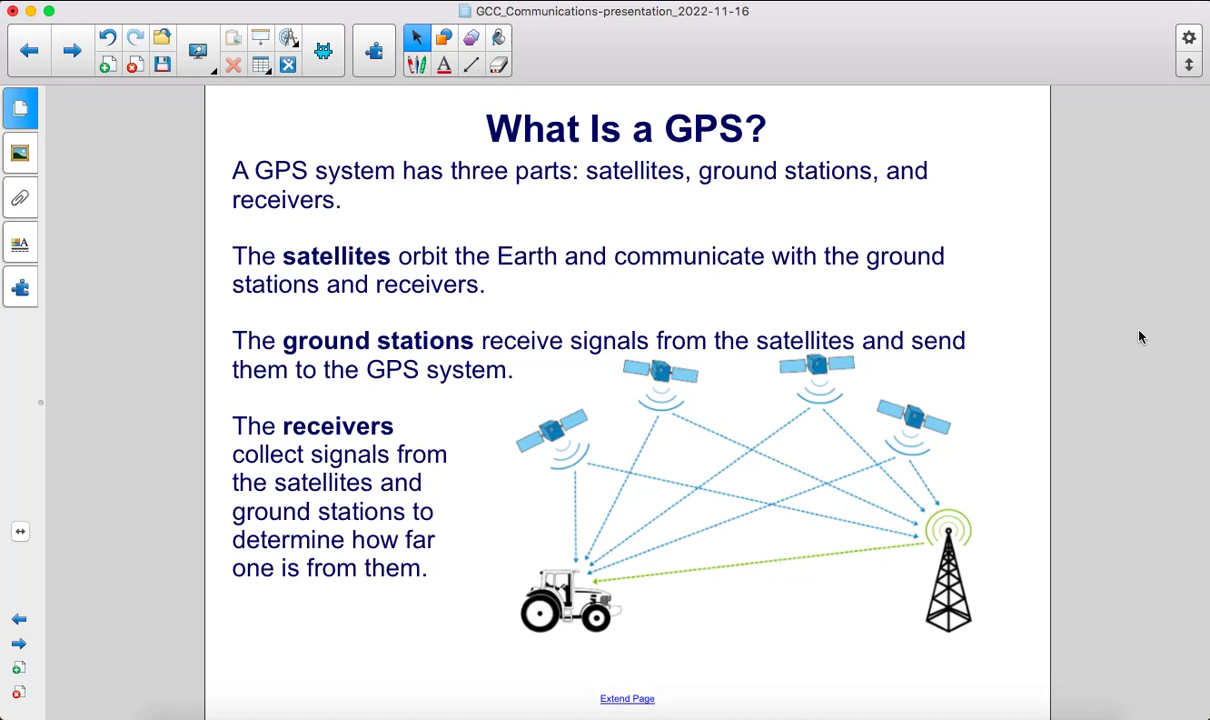 GCC_Communications-presentation_2022-11-16
What Is a GPS?
A GPS system has three parts: satellites, ground stations, and
receivers.
The satellites orbit the Earth and communicate with the ground
stations and receivers.
The ground stations receive signals from the satellites and send
them to the GPS system.
The receivers
collect signals from
the satellites and
ground stations to
determine how far
one is from them.
Extend Page